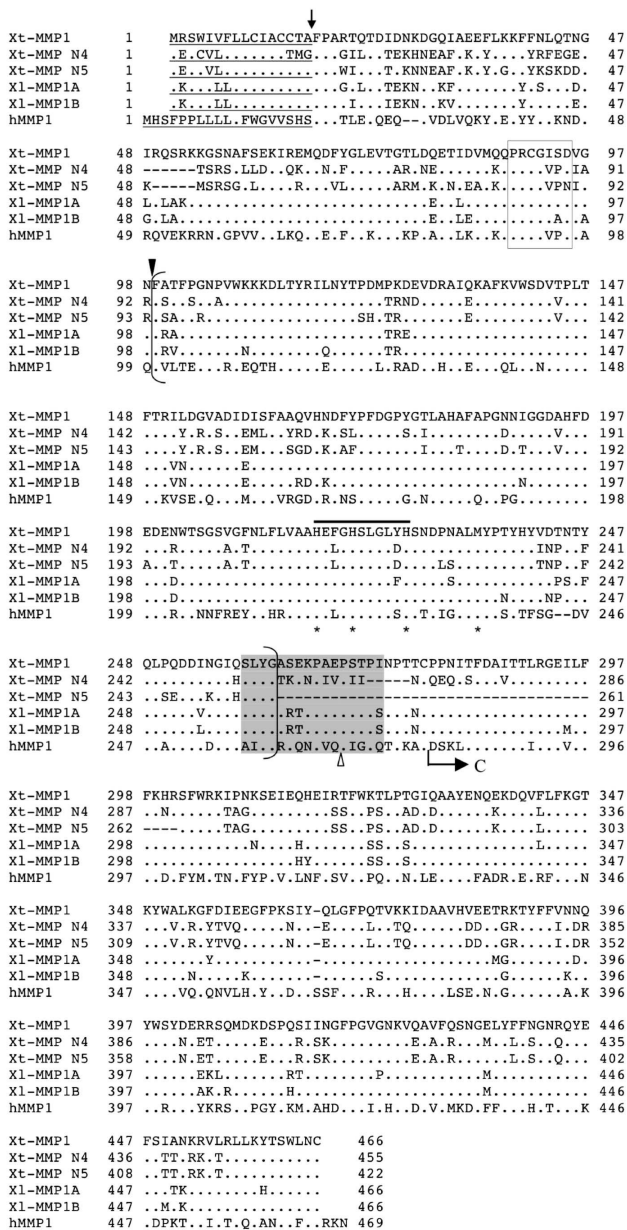 Xt-MMP1 1 MRSWIVFLLCIACCTAFPARTQTDIDNKDGQIAEEFLKKFFNLQTNG 47
Xt-MMP N4 1 .E.CVL........TMG...GIL..TEKHNEAF.K.Y....YRFEGE. 47
Xt-MMP N5 1 .E..VL.............WI...T.KNNEAF.K..G..YKSKDD. 47
Xl-MMP1A 1 .K...LL............I..IEKN..KF......Y..S..D. 47
Xl-MMP1B 1 .K...LL............I..IEKN..KV......Y.....D. 47
hMMP1 1 MHSFPPLLLLLFWGVVSHS...TLE.QEQ--.VDLVQKY.E.YY..KND. 48
Xt-MMP1 48 IRQSRKKGSNAFSEKIREMQDFYGLEVTGTLDQETIDVMQQPRCGISDVG 97
Xt-MMP N4 48 -----TSRS.LLD..QK..N.F.....AR.NE......K......VP.IA 91
Xt-MMP N5 48 K----MSRSG.L...R...VL.....ARM.K.N.EA.K......VPNI. 92
Xl-MMP1A 48 L.LAK............................E............... 97
Xl-MMP1B 48 G.LA..........................E..LE...........A. 97
hMMP1 49 RQVEKRRN.GPVV..LKQ..E.F..K...KP.A..LK..K.....VP.A. 98
Xt-MMP1 98 NFATFPGNPVWKKKDLTYRILNYTPDMPKDEVDRAIQKAFKVWSDVTPLT 147
Xt-MMP N4 92 R.S..S..A..................TRND.....E.........V... 141
Xt-MMP N5 93 R.S..A..R...............SH.TR......E..........V... 142
Xl-MMP1A 98 ..RA.......................TRE.................... 147
Xl-MMP1B 98 ..RV......N........Q......TR...................... 147
hMMP1 99 Q.VLTE...R.EQTH.....E.....L.RAD..H..E..QL..N...... 148
Xt-MMP1 148 FTRILDGVADIDISFAAQVHNDFYPFDGPYGTLAHAFAPGNNIGGDAHFD 197
Xt-MMP N4 142 ....Y.R.S..EML..YRD.K.SL.....S.I.......D.....V... 191
Xt-MMP N5 143 ....Y.R.S..EM...SGD.K.AF.......I....T....D.T..V... 192
Xl-MMP1A 148 ...VN......E..................................... 197
Xl-MMP1B 148 ...VN....................................N....... 197
hMMP1 149 .KVSE.Q...M...VRGD.R.NS......G.N......Q..PG....... 198
Xt-MMP1 198 EDENWTSGSVGFNLFLVAAHEFGHSLGLYHSNDPNALMYPTYHYVDTNTY 247
Xt-MMP N4 192 ...R.....A.T........L......D..............INP..F 241
Xt-MMP N5 193 A..T.....A.T........L......D...LS.........TN...F 242
Xl-MMP1A 198 ...D.......................F.....S.......TPS.F 247
Xl-MMP1B 198 ...D.................................N..NP... 247
hMMP1 199 ...R..NNFREY..HR.....L.....S.T.IG....S.TFSG--DV 246
* * * *
Xt-MMP1 248 QLPQDDINGIQSLYGASEKPAEPSTPINPTTCPPNITFDAITTLRGEILF 297
Xt-MMP N4 242 ..........H....TK.N.IV.II-----N.QEQ.S...V......... 286
Xt-MMP N5 243 ..SE...K..H....----------------------------------- 261
Xl-MMP1A 248 .....V..........RT........S..N.................... 297
Xl-MMP1B 248 .....L..........RT........S....................M.. 297
hMMP1 247 ..A....D...AI..R.QN.VQ.IG.Q.TKA.DSKL.......I...V.. 296
C
Xt-MMP1 298 FKHRSFWRKIPNKSEIEQHEIRTFWKTLPTGIQAAYENQEKDQVFLFKGT 347
Xt-MMP N4 287 ..N......TAG.........SS..PS..AD.D......K....L..... 336
Xt-MMP N5 262 ----.....TAG.........SS..PS..AD.D...........L..... 303
Xl-MMP1A 298 ...........N....H......SS..S................L..... 347
Xl-MMP1B 298 .................HY....SS..S...................... 347
hMMP1 297 ..D.FYM.TN.FYP.V.LNF.SV..PQ..N.LE....FADR.E.RF...N 346
Xt-MMP1 348 KYWALKGFDIEEGFPKSIY-QLGFPQTVKKIDAAVHVEETRKTYFFVNNQ 396
Xt-MMP N4 337 ..V.R.YTVQ.....N..-E....L..TQ......DD..GR....I.DR 385
Xt-MMP N5 309 ..V.R.YTVQ.....N..-E....L..TQ......DD..GR....I.DR 352
Xl-MMP1A 348 .......Y...........-....................MG.....D. 396
Xl-MMP1B 348 .....N....K........-......S.............G.....K. 396
hMMP1 347 ...VQ.QNVLH.Y..D..SSF...R...H....LSE.N.G.....A.K 396
Xt-MMP1 397 YWSYDERRSQMDKDSPQSIINGFPGVGNKVQAVFQSNGELYFFNGNRQYE 446
Xt-MMP N4 386 ....N.ET....E...R.SK.........E.A.R...M....L.S..Q.. 435
Xt-MMP N5 358 ....N.ET....E...R.SK.........E.A.R........L.S..Q.. 402
Xl-MMP1A 397 .....EKL.......RT........P..........M............. 446
Xl-MMP1B 397 .....AK.R......H....................M............. 446
hMMP1 397 ..R...YKRS..PGY.KM.AHD...I.H..D.V.MKD.FF...H.T..K 446
Xt-MMP1 447 FSIANKRVLRLLKYTSWLNC 466
Xt-MMP N4 436 ..TT.RK.T........... 455
Xt-MMP N5 408 ..TT.RK.T........... 422
Xl-MMP1A 447 ...TK........H...... 466
Xl-MMP1B 447 ..M.K............... 466
hMMP1 447 .DPKT..I.T.Q.AN..F..RKN 469